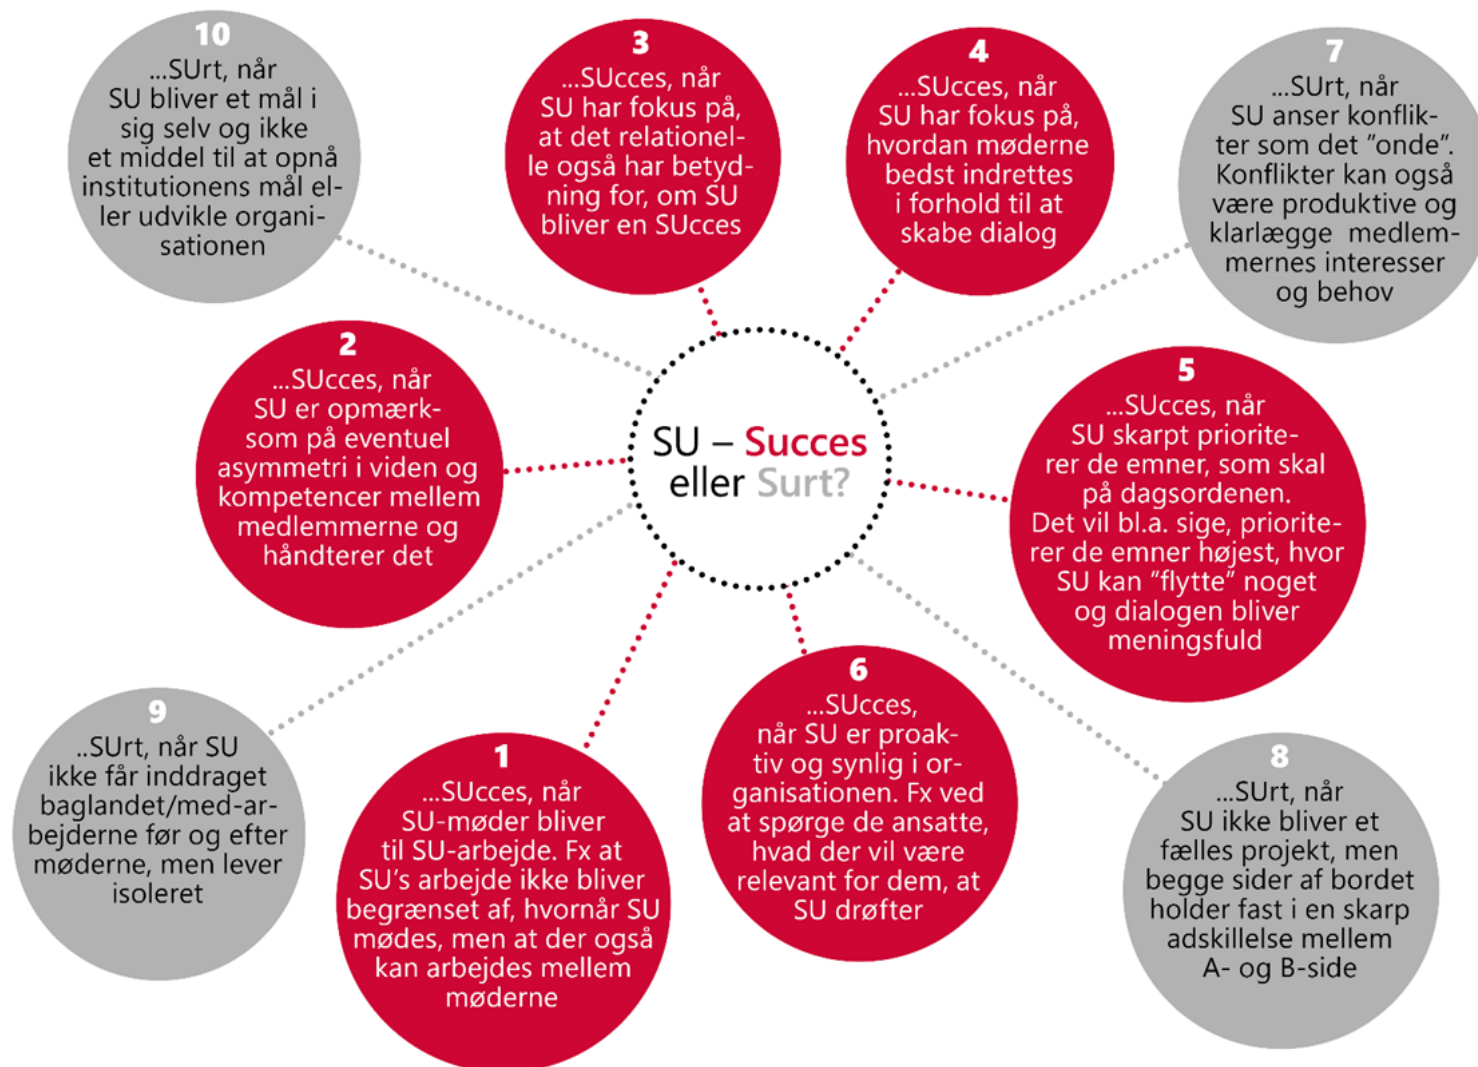 10
...SUrt, når
SU bliver et mål i
sig selv og ikke
et middel til at opnå
institutionens mål el-
ler udvikle organi-
sationen
3
...SUcces, når
SU har fokus på,
at det relationel-
le også har betyd-
ning for, om SU
bliver en SUcces
4
...SUcces, når
SU har fokus på,
hvordan møderne
bedst indrettes
i forhold til at
skabe dialog
7
...SUrt, når
SU anser konflik-
ter som det ”onde”.
Konflikter kan også
være produktive og
klarlægge medlem-
mernes interesser
og behov
2
...SUcces, når
SU er opmærk-
som på eventuel
asymmetri i viden og
kompetencer mellem
medlemmerne og
håndterer det
SU – Succes
eller Surt?
5
...SUcces, når
SU skarpt priorite-
rer de emner, som skal
på dagsordenen.
Det vil bl.a. sige, priorite-
rer de emner højest, hvor
SU kan ”flytte” noget
og dialogen bliver
meningsfuld
9
..SUrt, når SU
ikke får inddraget
baglandet/med-ar-
bejderne før og efter
møderne, men lever
isoleret
1
...SUcces, når
SU-møder bliver
til SU-arbejde. Fx at
SU’s arbejde ikke bliver
begrænset af, hvornår SU
mødes, men at der også
kan arbejdes mellem
møderne
6
...SUcces,
når SU er proak-
tiv og synlig i or-
ganisationen. Fx ved
at spørge de ansatte,
hvad der vil være
relevant for dem, at
SU drøfter
8
...SUrt, når
SU ikke bliver et
fælles projekt, men
begge sider af bordet
holder fast i en skarp
adskillelse mellem
A- og B-side